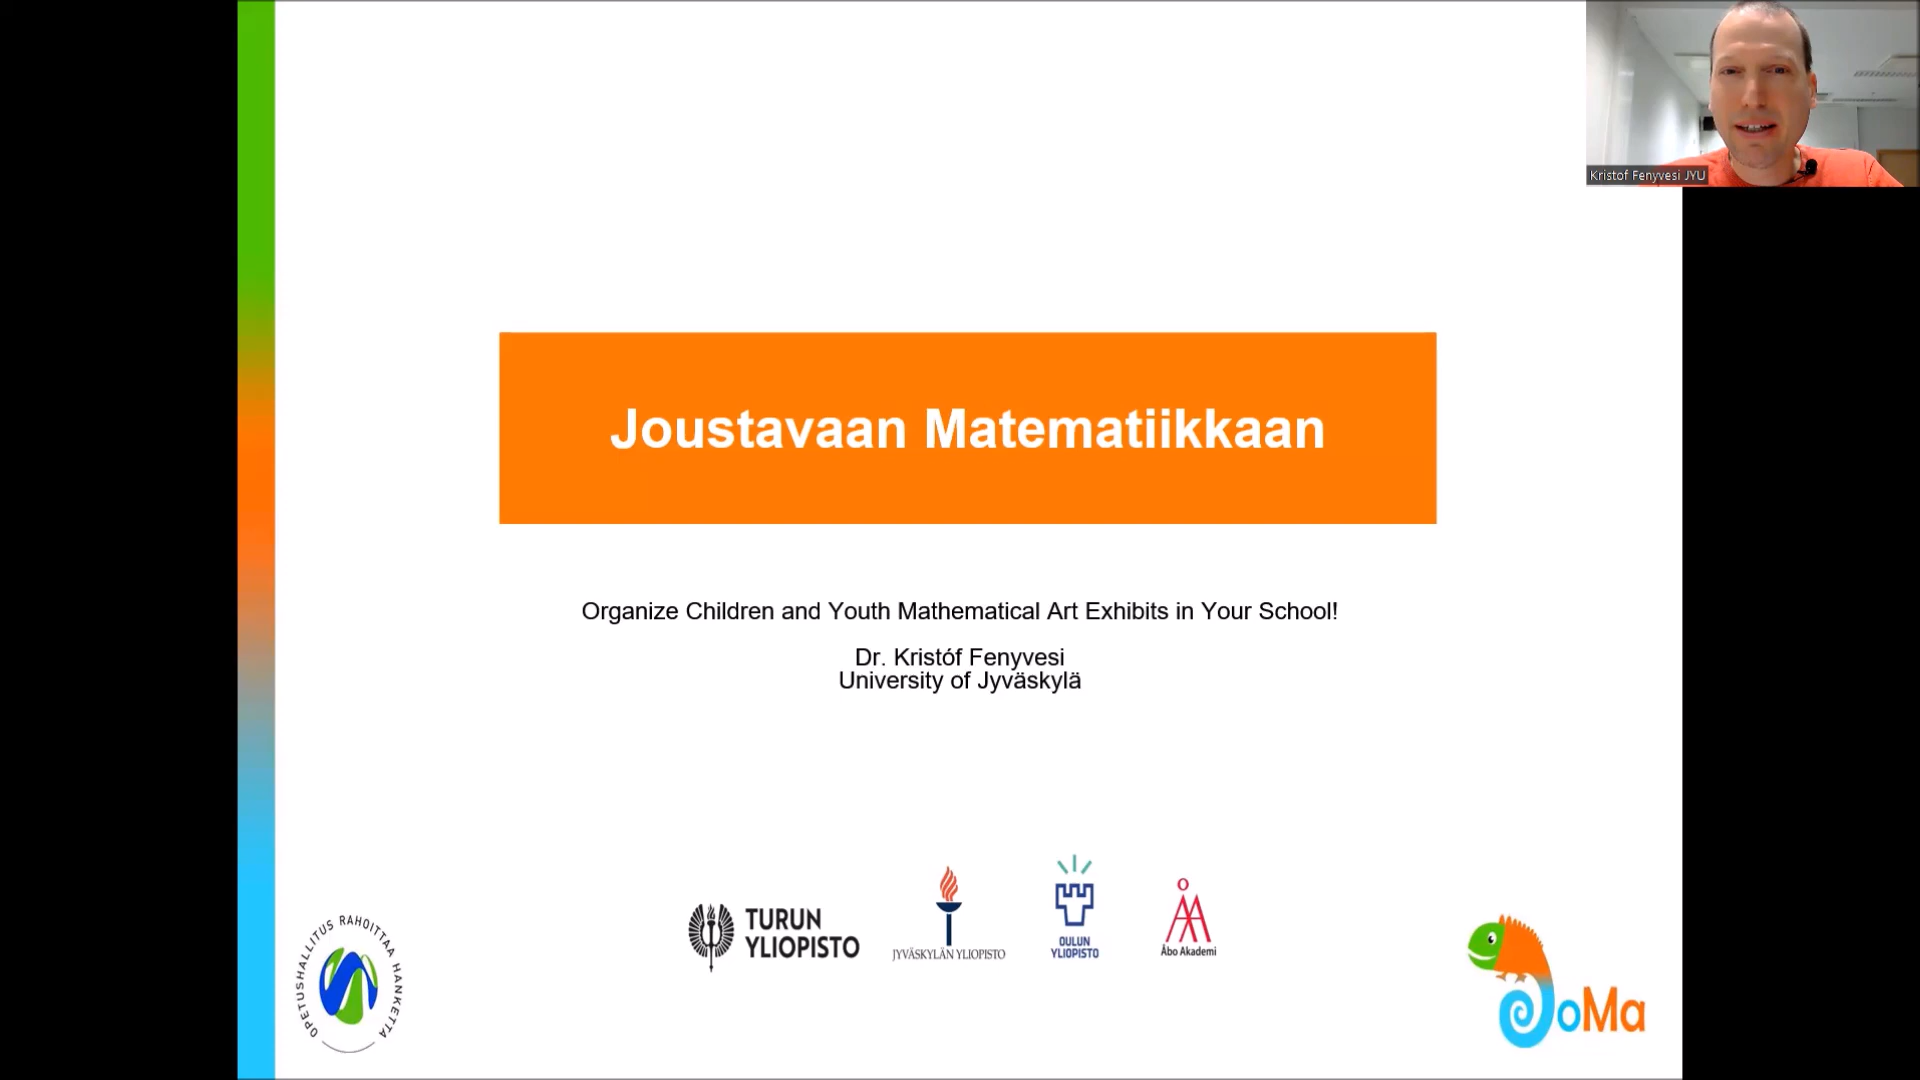 Kristof Fenyvesi JYU
Joustavaan Matematiikkaan
Organize Children and Youth Mathematical Art Exhibits in Your School!
Dr. Kristóf Fenyvesi
University of Jyväskylä
OPETUSHALLITUS RAHOITTAA HANKETTA
TURUN
YLIOPISTO
JYVÄSKYLÄN YLIOPISTO
OULUN
YLIOPISTO
Åbo Akademi
JoMa